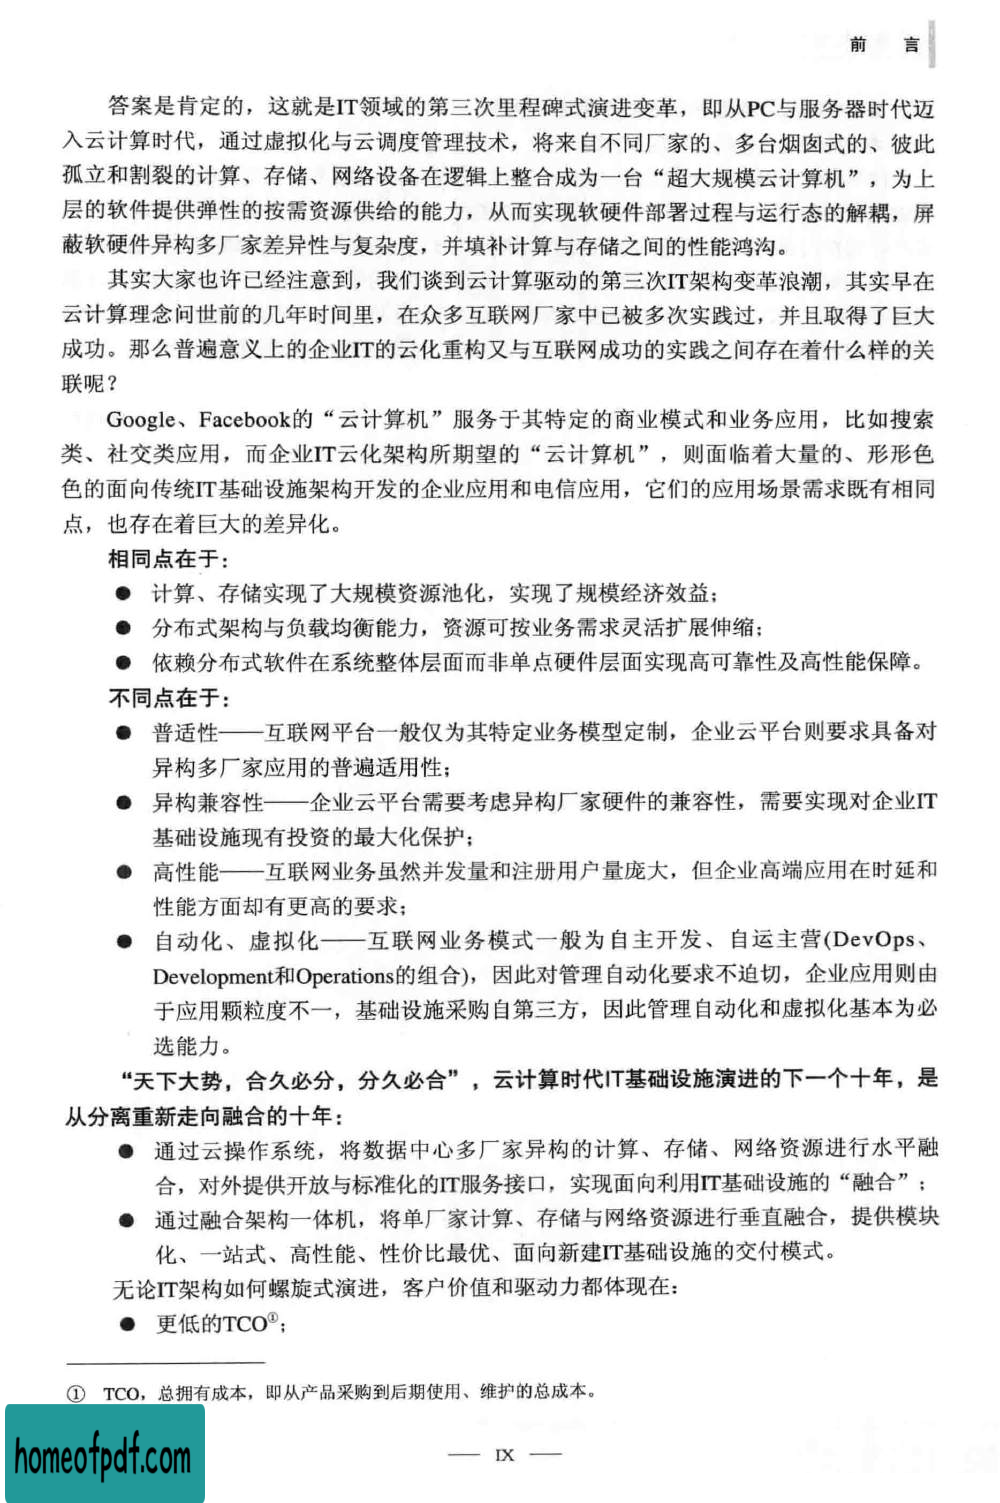 前 言
答案是肯定的，这就是IT领域的第三次里程碑式演进变革，即从PC与服务器时代迈
入云计算时代，通过虚拟化与云调度管理技术，将来自不同厂家的、多台烟囱式的、彼此
孤立和割裂的计算、存储、网络设备在逻辑上整合成为一台“超大规模云计算机”，为上
层的软件提供弹性的按需资源供给的能力，从而实现软硬件部署过程与运行态的解耦，屏
蔽软硬件异构多厂家差异性与复杂度，并填补计算与存储之间的性能鸿沟。
其实大家也许已经注意到，我们谈到云计算驱动的第三次IT架构变革浪潮，其实早在
云计算理念问世前的几年时间里，在众多互联网厂家中已被多次实践过，并且取得了巨大
成功。那么普遍意义上的企业IT的云化重构又与互联网成功的实践之间存在着什么样的关
联呢？
Google、Facebook的“云计算机”服务于其特定的商业模式和业务应用，比如搜索
类、社交类应用，而企业IT云化架构所期望的“云计算机”，则面临着大量的、形形色
色的面向传统IT基础设施架构开发的企业应用和电信应用，它们的应用场景需求既有相同
点，也存在着巨大的差异化。
相同点在于：
● 计算、存储实现了大规模资源池化，实现了规模经济效益；
● 分布式架构与负载均衡能力，资源可按业务需求灵活扩展伸缩；
● 依赖分布式软件在系统整体层面而非单点硬件层面实现高可靠性及高性能保障。
不同点在于：
● 普适性——互联网平台一般仅为其特定业务模型定制，企业云平台则要求具备对
异构多厂家应用的普遍适用性；
● 异构兼容性——企业云平台需要考虑异构厂家硬件的兼容性，需要实现对企业IT
基础设施现有投资的最大化保护；
● 高性能——互联网业务虽然并发量和注册用户量庞大，但企业高端应用在时延和
性能方面却有更高的要求；
● 自动化、虚拟化——互联网业务模式一般为自主开发、自运主营(DevOps、
Development和Operations的组合)，因此对管理自动化要求不迫切，企业应用则由
于应用颗粒度不一，基础设施采购自第三方，因此管理自动化和虚拟化基本为必
选能力。
“天下大势，合久必分，分久必合”，云计算时代IT基础设施演进的下一个十年，是
从分离重新走向融合的十年：
● 通过云操作系统，将数据中心多厂家异构的计算、存储、网络资源进行水平融
合，对外提供开放与标准化的IT服务接口，实现面向利用IT基础设施的“融合”；
● 通过融合架构一体机，将单厂家计算、存储与网络资源进行垂直融合，提供模块
化、一站式、高性能、性价比最优、面向新建IT基础设施的交付模式。
无论IT架构如何螺旋式演进，客户价值和驱动力都体现在：
● 更低的TCO①；
① TCO，总拥有成本，即从产品采购到后期使用、维护的总成本。
homeofpdf.com
— IX —